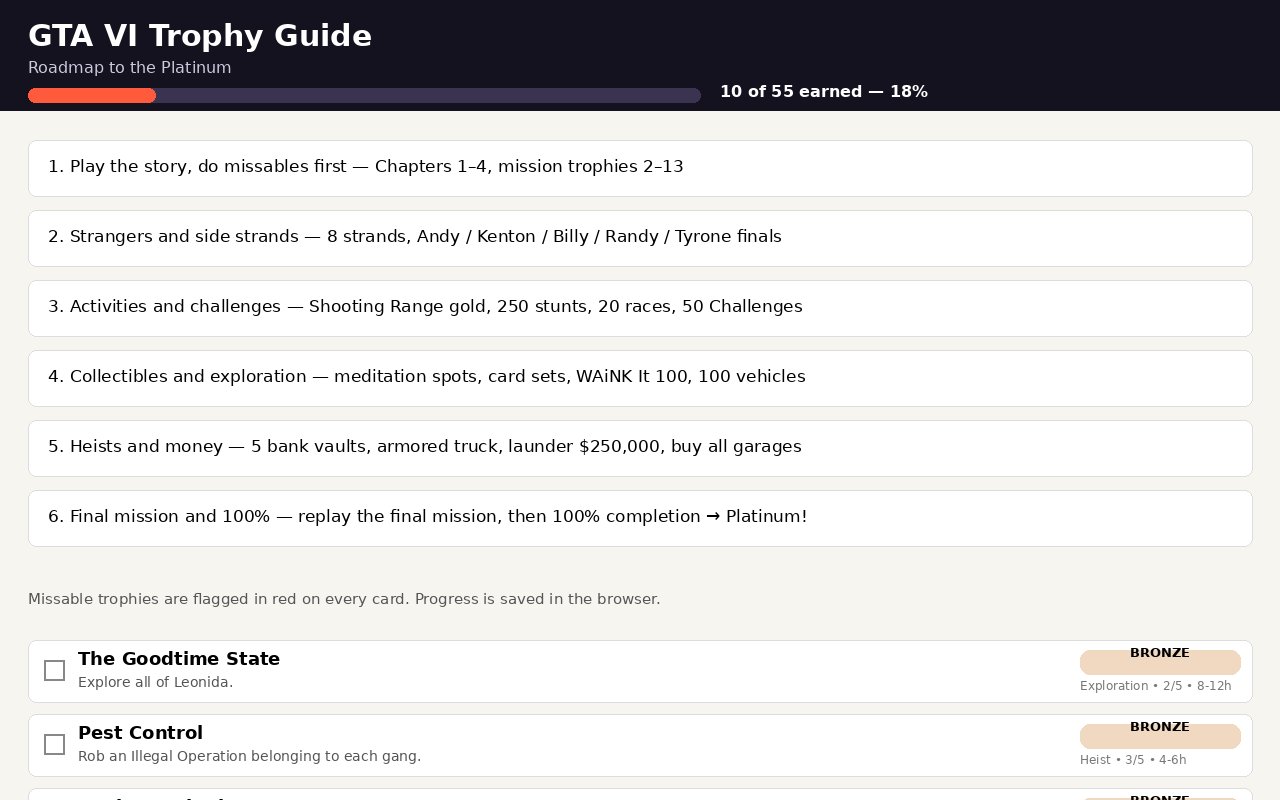 GTA VI Trophy Guide
Roadmap to the Platinum
10 of 55 earned — 18%
1. Play the story, do missables first — Chapters 1–4, mission trophies 2–13
2. Strangers and side strands — 8 strands, Andy / Kenton / Billy / Randy / Tyrone finals
3. Activities and challenges — Shooting Range gold, 250 stunts, 20 races, 50 Challenges
4. Collectibles and exploration — meditation spots, card sets, WAiNK It 100, 100 vehicles
5. Heists and money — 5 bank vaults, armored truck, launder $250,000, buy all garages
6. Final mission and 100% — replay the final mission, then 100% completion → Platinum!
Missable trophies are flagged in red on every card. Progress is saved in the browser.
The Goodtime State
BRONZE
Explore all of Leonida.
Exploration • 2/5 • 8-12h
Pest Control
BRONZE
Rob an Illegal Operation belonging to each gang.
Heist • 3/5 • 4-6h
BRONZE